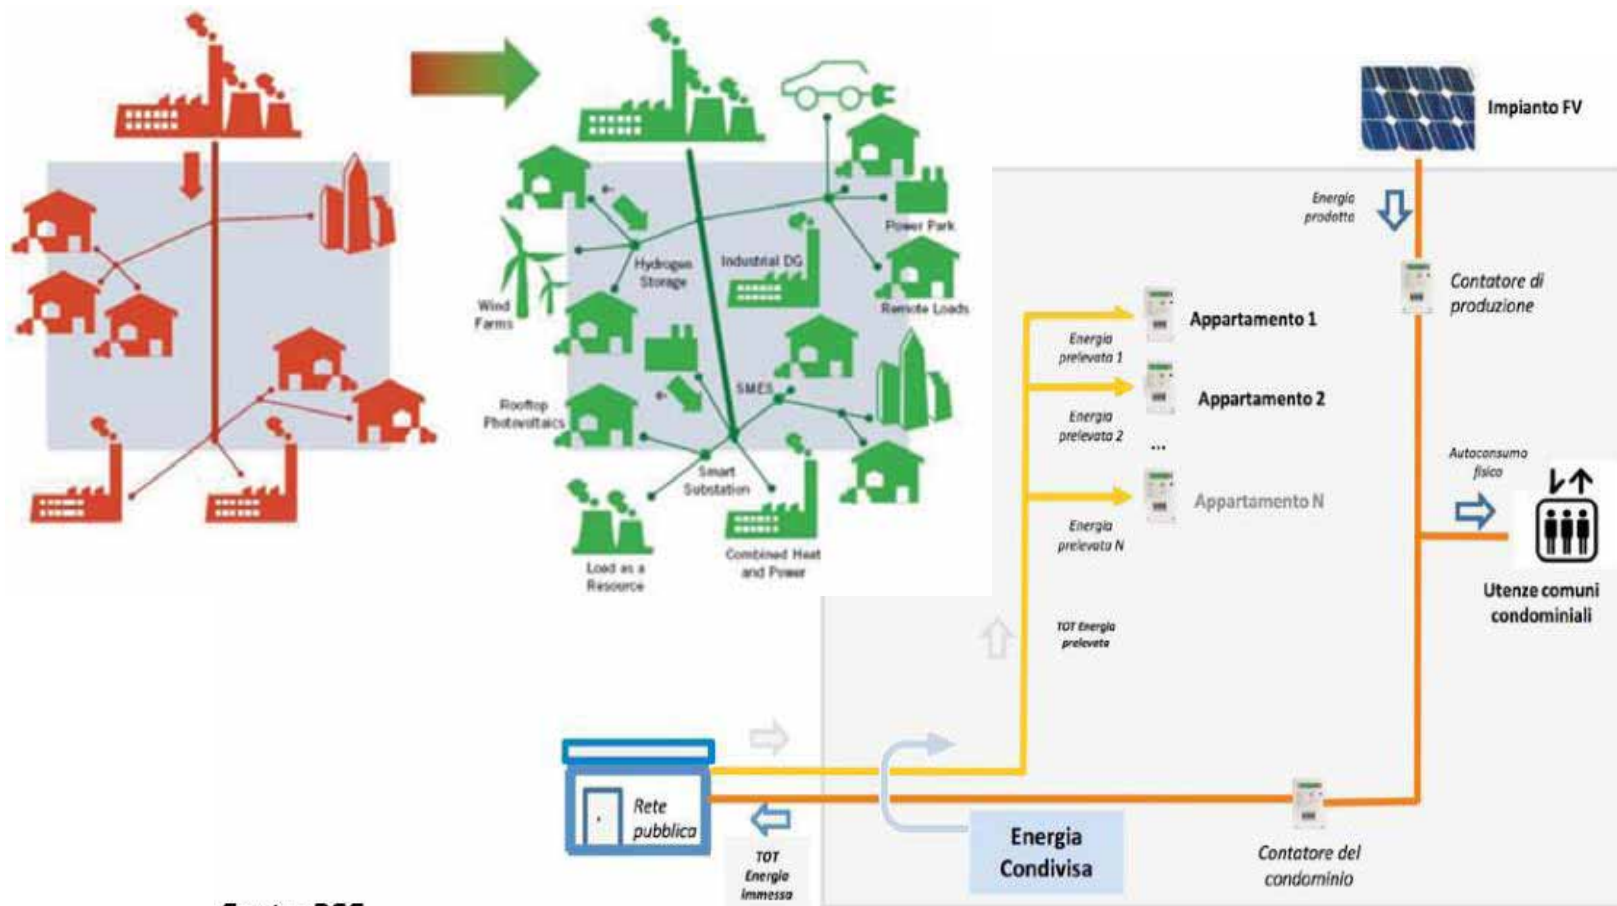 Power Park
Hydrogen
Storage
Industrial DG
Wind
Farms
Remote Loads
SMES
Rooftop
Photovoltaics
Smart
Substation
Load as a
Resource
Combined Heat
and Power
Impianto FV
Energia
prodotta
Contatore di
produzione
Energia
prelevata 1
Appartamento 1
Energia
prelevata 2
Appartamento 2
...
Energia
prelevata N
Appartamento N
Autoconsumo
fisico
Utenze comuni
condominiali
TOT Energia
prelevata
Rete
pubblica
TOT
Energia
immessa
Energia
Condivisa
Contatore del
condominio